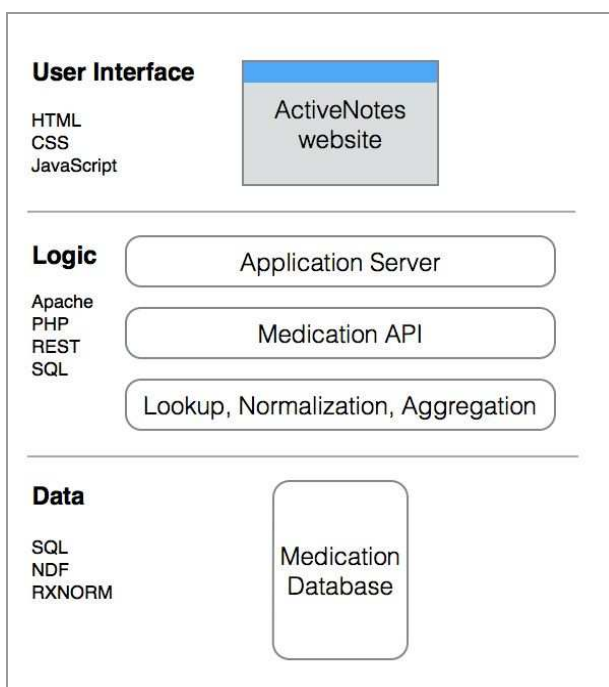 User Interface
HTML
CSS
JavaScript
ActiveNotes
website
Logic
Apache
PHP
REST
SQL
Application Server
Medication API
Lookup, Normalization, Aggregation
Data
SQL
NDF
RXNORM
Medication
Database